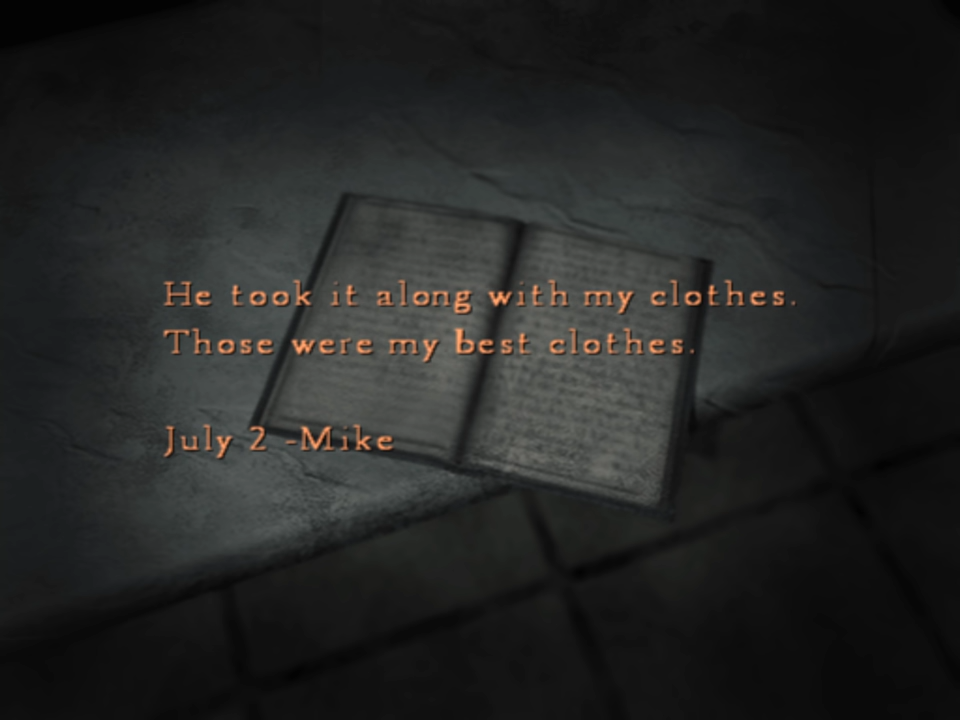 He took it along with my clothes.
Those were my best clothes.
July 2 -Mike